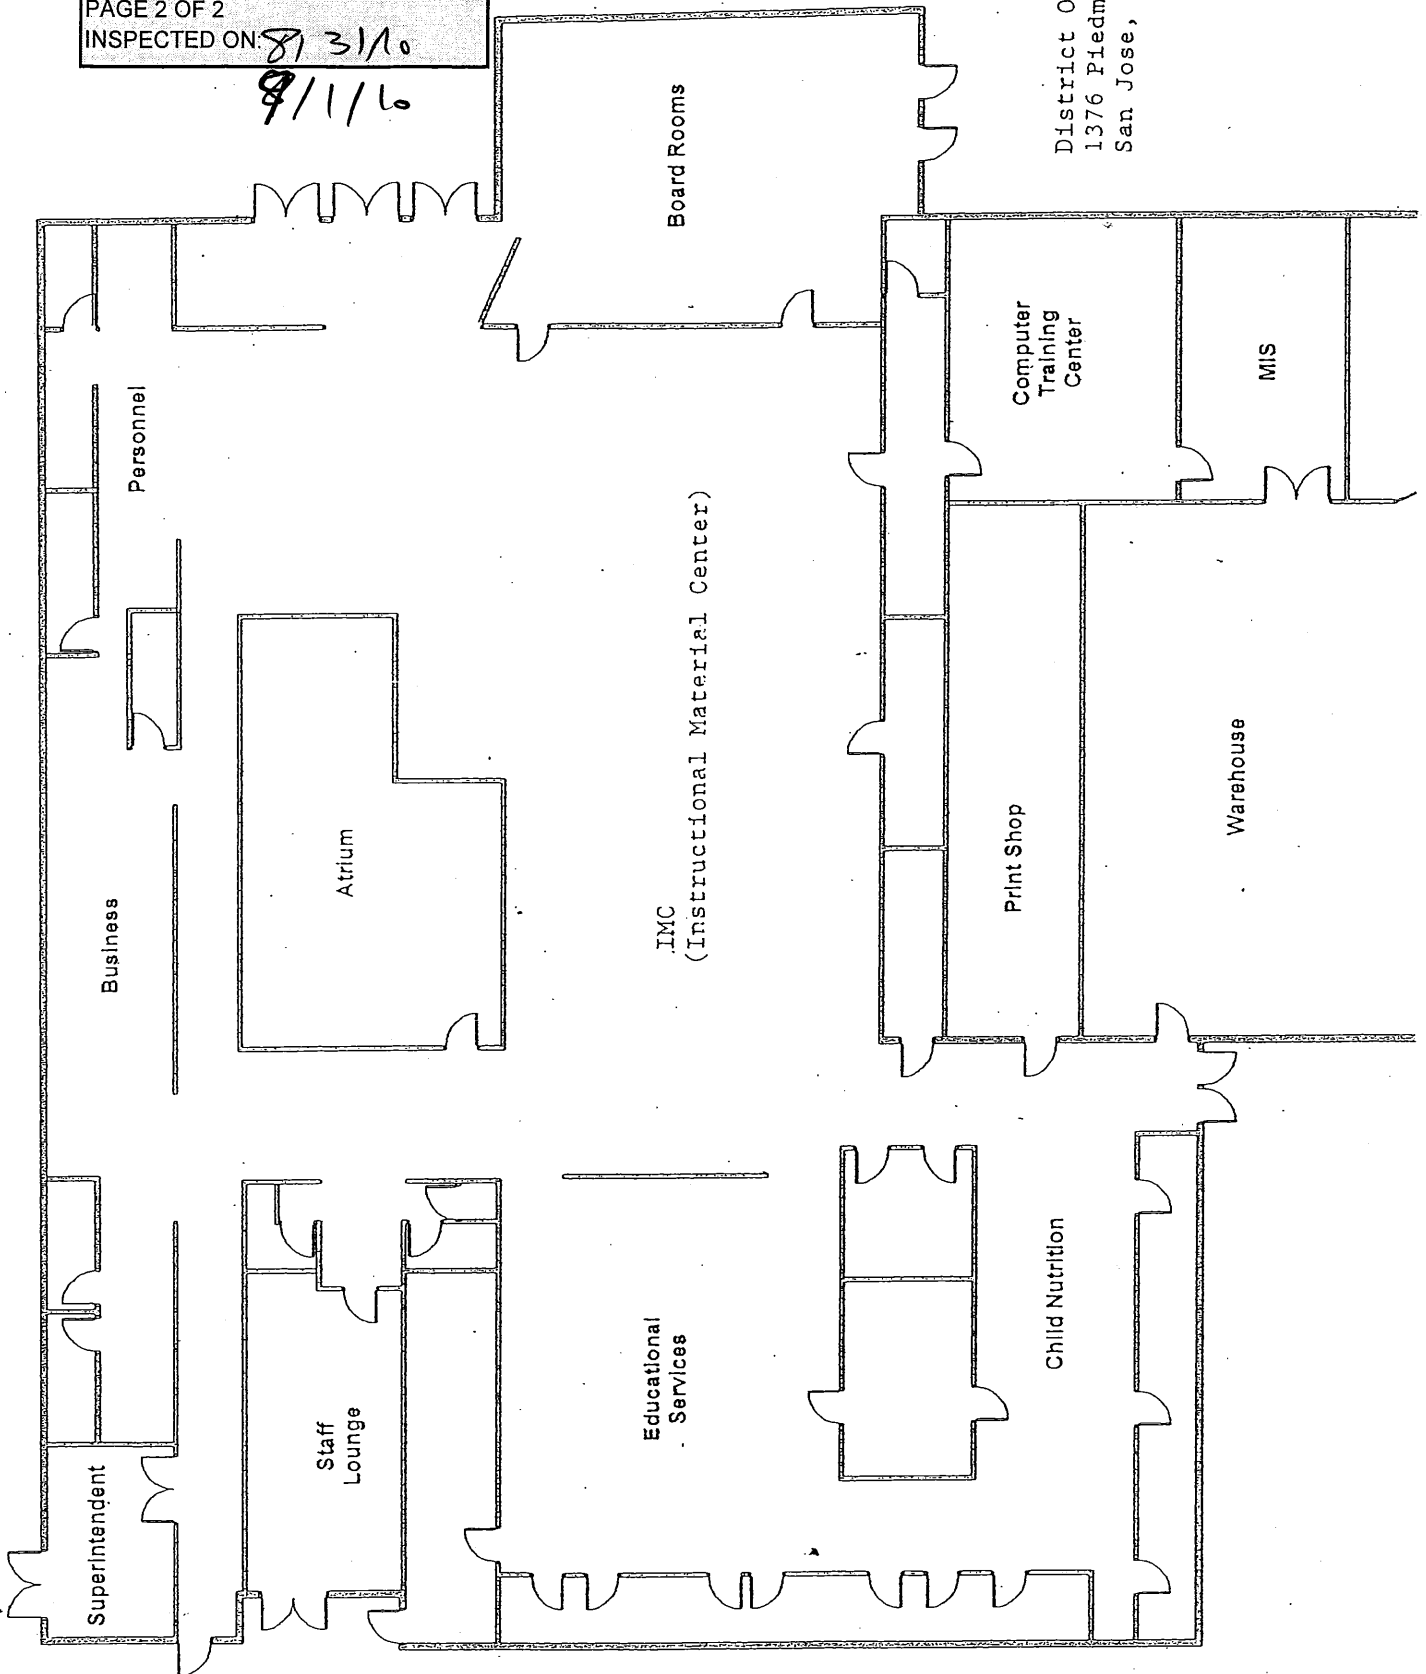 PAGE 2 OF 2
INSPECTED ON: 8/31/10
9/1/10
District O
1376 Piedm
San Jose,
Board Rooms
Personnel
Computer
Training
Center
MIS
IMC
(Instructional Material Center)
Atrium
Business
Print Shop
Warehouse
Superintendent
Staff
Lounge
Educational
Services
Child Nutrition